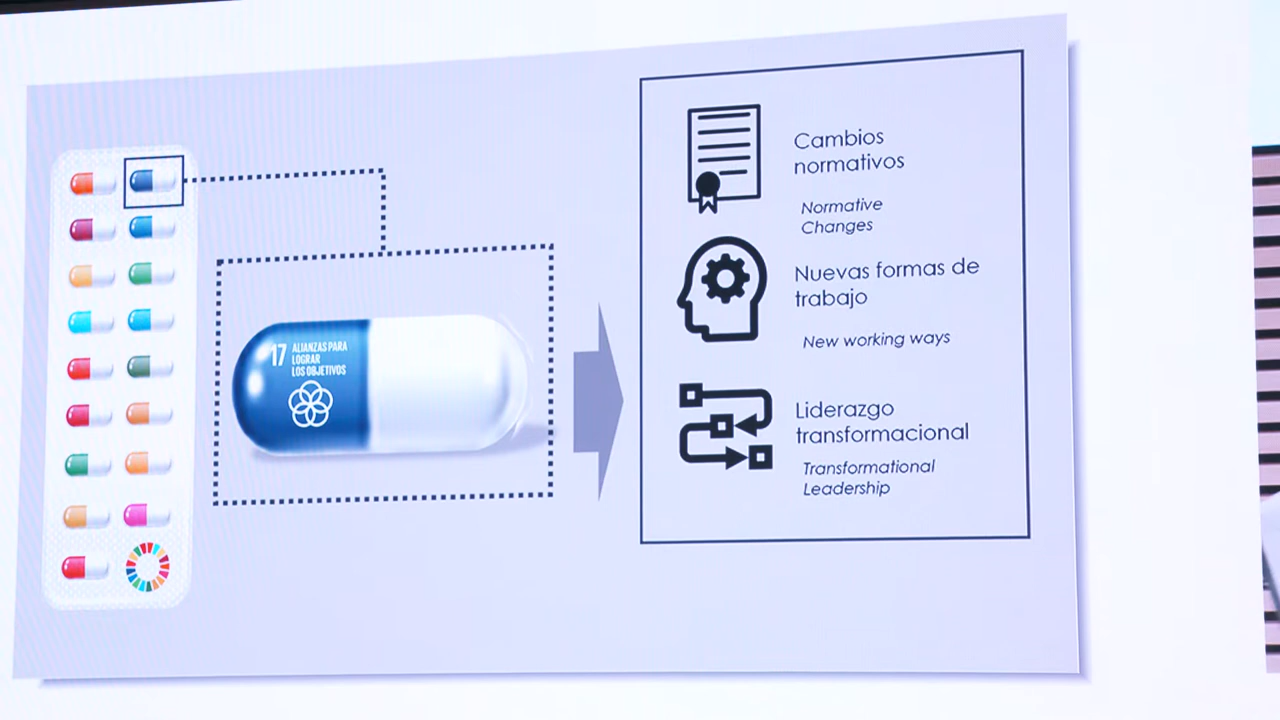 17 ALIANZAS PARA
LOGRAR
LOS OBJETIVOS
Cambios
normativos
Normative
Changes
Nuevas formas de
trabajo
New working ways
Liderazgo
transformacional
Transformational
Leadership